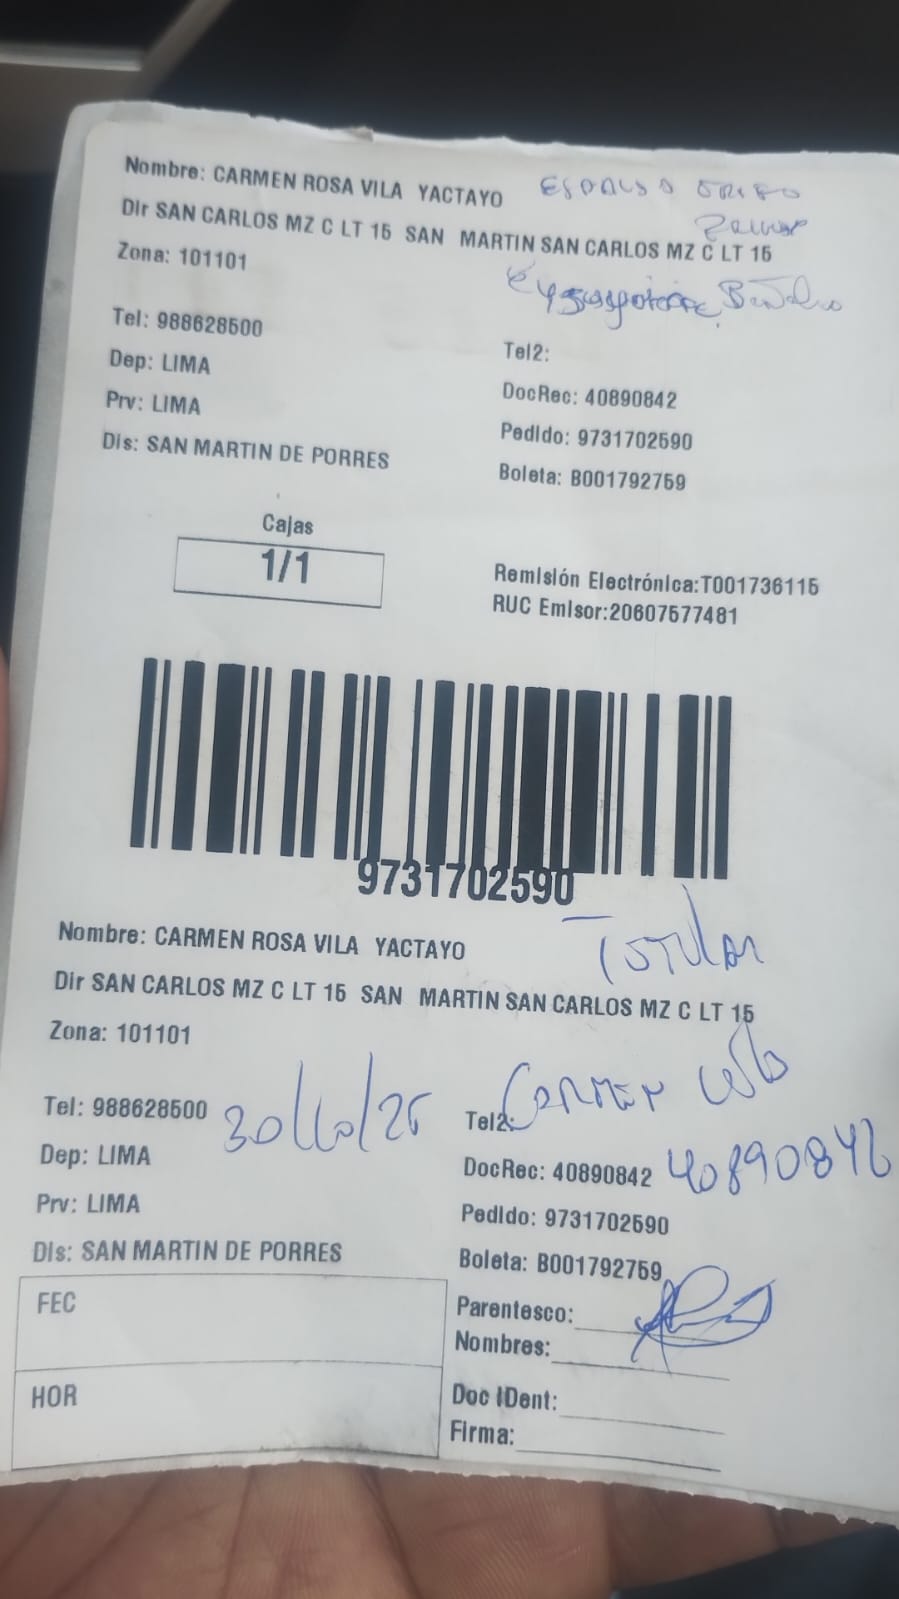 Nombre: CARMEN ROSA VILA YACTAYO
Dir SAN CARLOS MZ C LT 15 SAN MARTIN SAN CARLOS MZ C LT 15
Zona: 101101
Tel: 988628500
Tel2:
Dep: LIMA
DocRec: 40890842
Prv: LIMA
Pedido: 9731702590
Dis: SAN MARTIN DE PORRES
Boleta: B001792759
Cajas
1/1
Remisión Electrónica:T001736115
RUC Emisor:20607577481
9731702590
Titular
Nombre: CARMEN ROSA VILA YACTAYO
Dir SAN CARLOS MZ C LT 15 SAN MARTIN SAN CARLOS MZ C LT 15
Zona: 101101
Carmen
Tel: 988628500
30/10/25
Tel2:
Dep: LIMA
DocRec: 40890842 40890842
Prv: LIMA
Pedido: 9731702590
Dis: SAN MARTIN DE PORRES
Boleta: B001792759
FEC
Parentesco:
Nombres:
HOR
Doc IDent:
Firma: